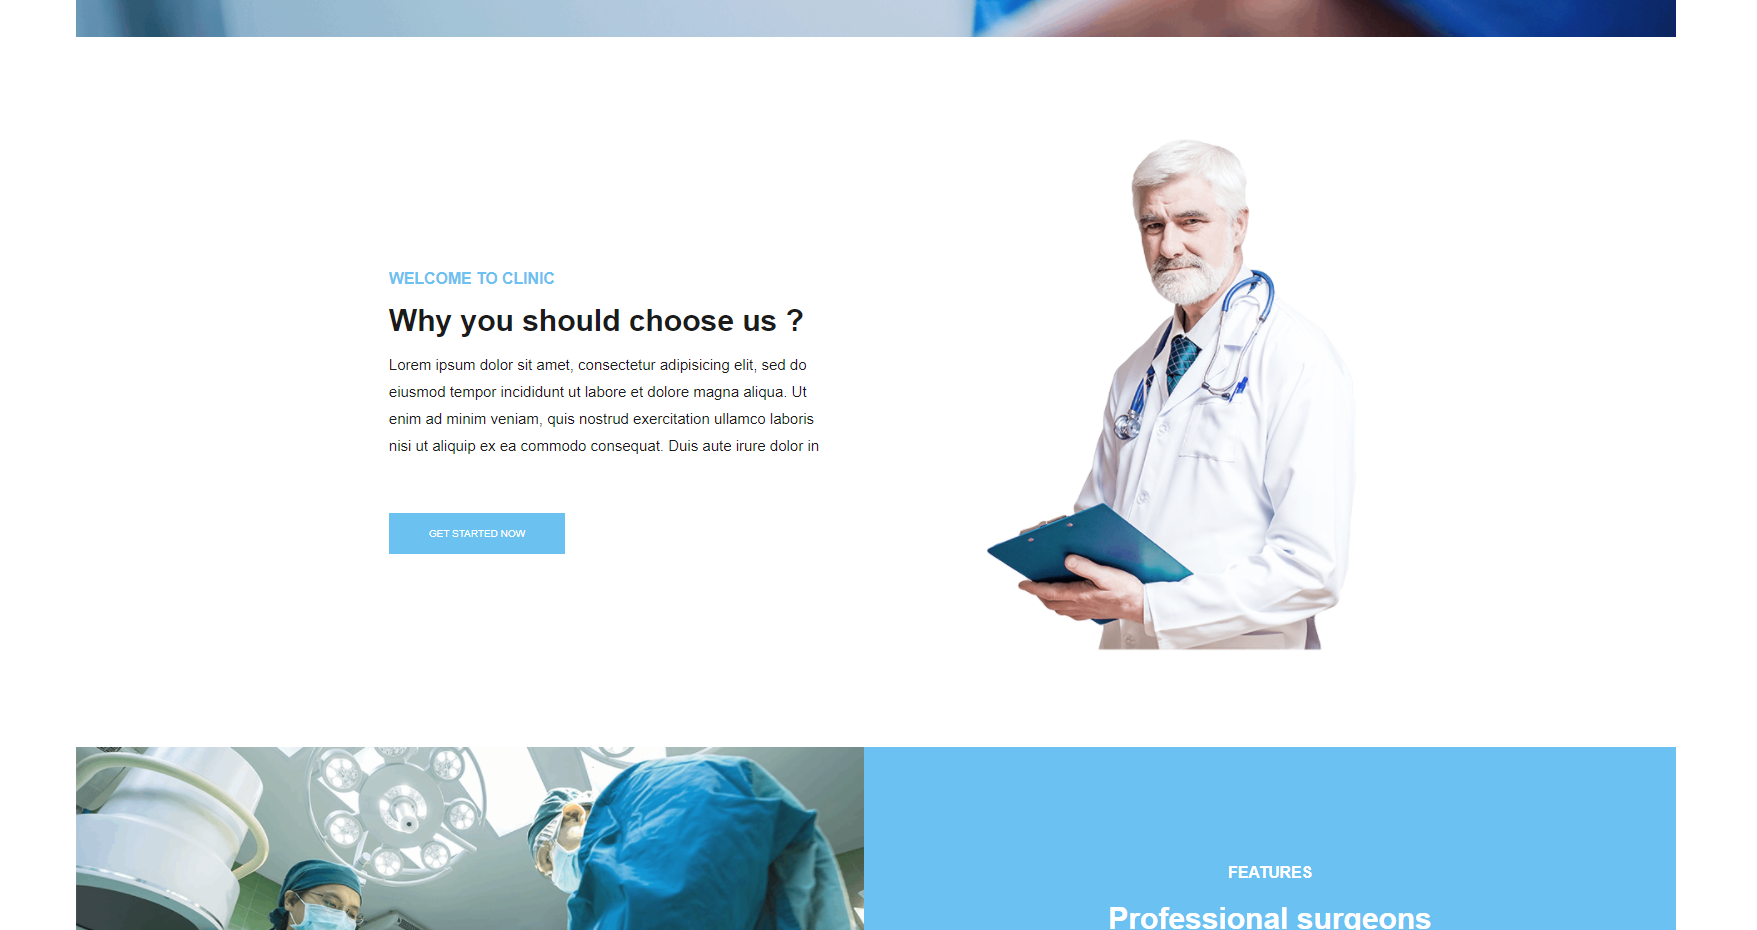 WELCOME TO CLINIC
Why you should choose us ?
Lorem ipsum dolor sit amet, consectetur adipisicing elit, sed do
eiusmod tempor incididunt ut labore et dolore magna aliqua. Ut
enim ad minim veniam, quis nostrud exercitation ullamco laboris
nisi ut aliquip ex ea commodo consequat. Duis aute irure dolor in
GET STARTED NOW
FEATURES
Professional surgeons